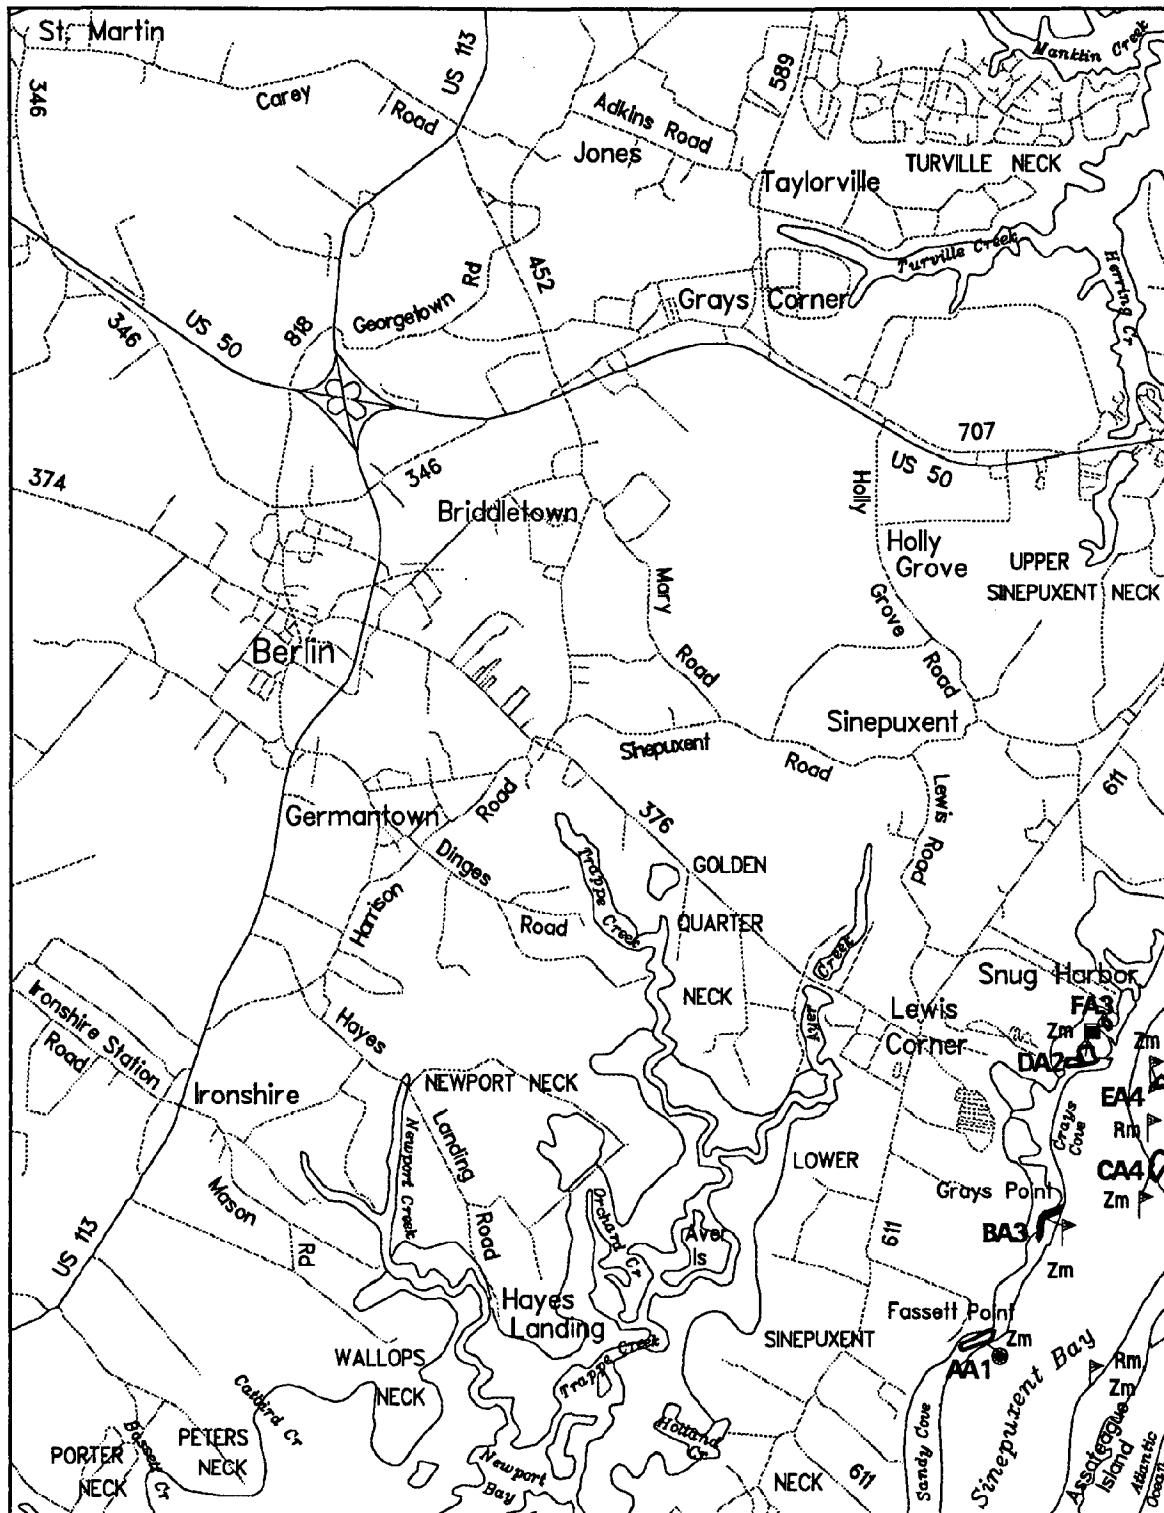 St. Martin
Manklin Creek
346
Carey
Road
US 113
589
Adkins Road
Jones
TURVILLE NECK
Taylorville
Turville Creek
Herring Cr
452
Georgetown Rd
Grays Corner
346
US 50
818
707
US 50
374
346
Briddletown
Holly
Grove
Road
Holly
Grove
UPPER
SINEPUXENT NECK
Mary
Road
Berlin
Sinepuxent
Sinepuxent
Road
611
Lewis
Road
Germantown
Road
Harrison
376
Dinges
Road
Trappe
Creek
GOLDEN
QUARTER
NECK
Creek
Ayer
Snug Harbor
FA3
Zm
Lewis
Corner
DA2
Zm
EA4
Rm
CA4
Zm
Ironshire Station
Road
Hayes
Landing
Road
Ironshire
NEWPORT NECK
Newport Creek
Grays
Cove
LOWER
Grays Point
BA3
Zm
611
Mason
Rd
US 113
Orchard Cr
Ayer
Is
Hayes
Landing
Fassett Point
Zm
AA1
SINEPUXENT
WALLOPS
NECK
Trappe Creek
Sinepuxent Bay
Rm,
Zm
Catbird Cr
PETERS
NECK
Bassett Cr
PORTER
NECK
Newport
Bay
Holland
Cr
NECK
611
Sandy Cove
Assateague
Island
Atlantic
Ocean